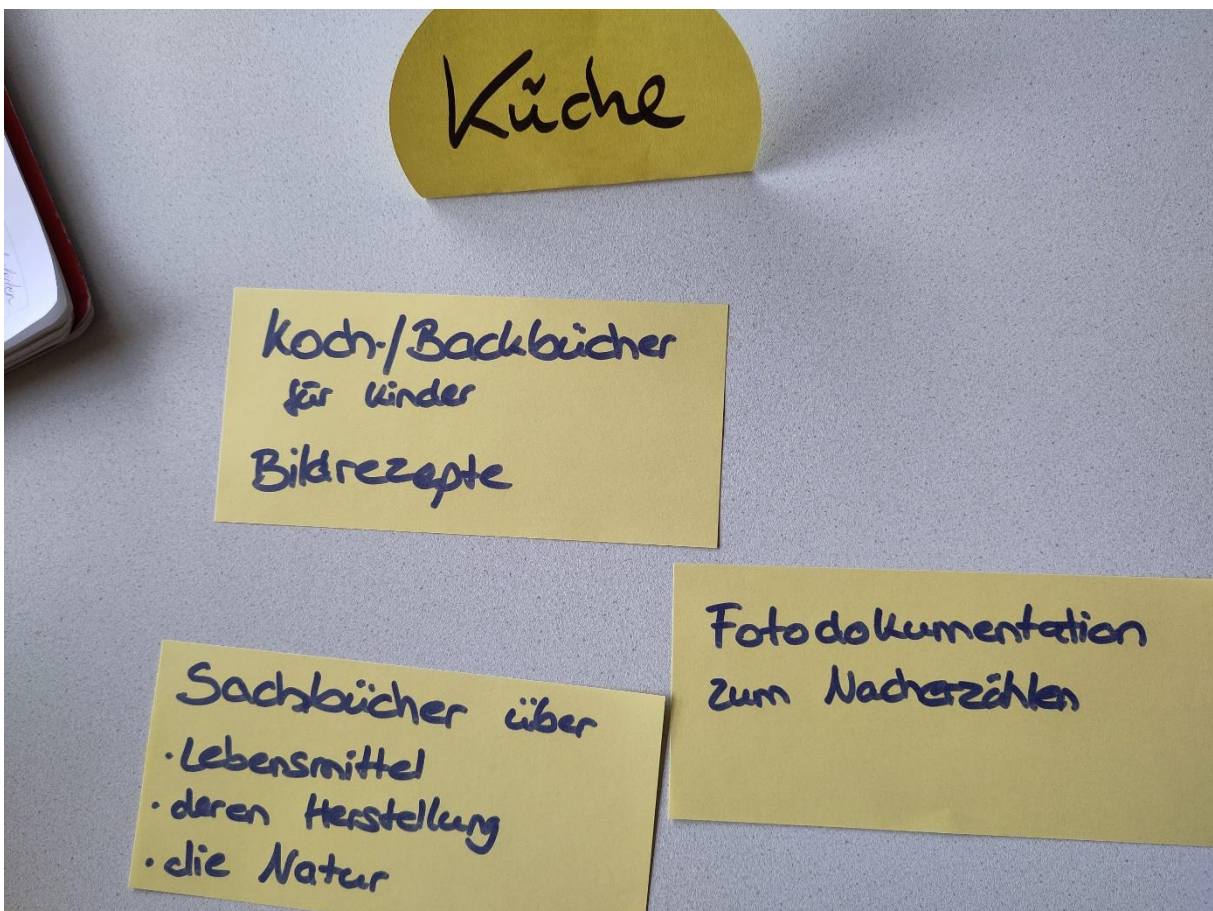 Küche
Koch-/Backbücher
für Kinder
Bildrezepte
Fotodokumentation
zum Nacherzählen
Sachbücher über
· Lebensmittel
· deren Herstellung
· die Natur